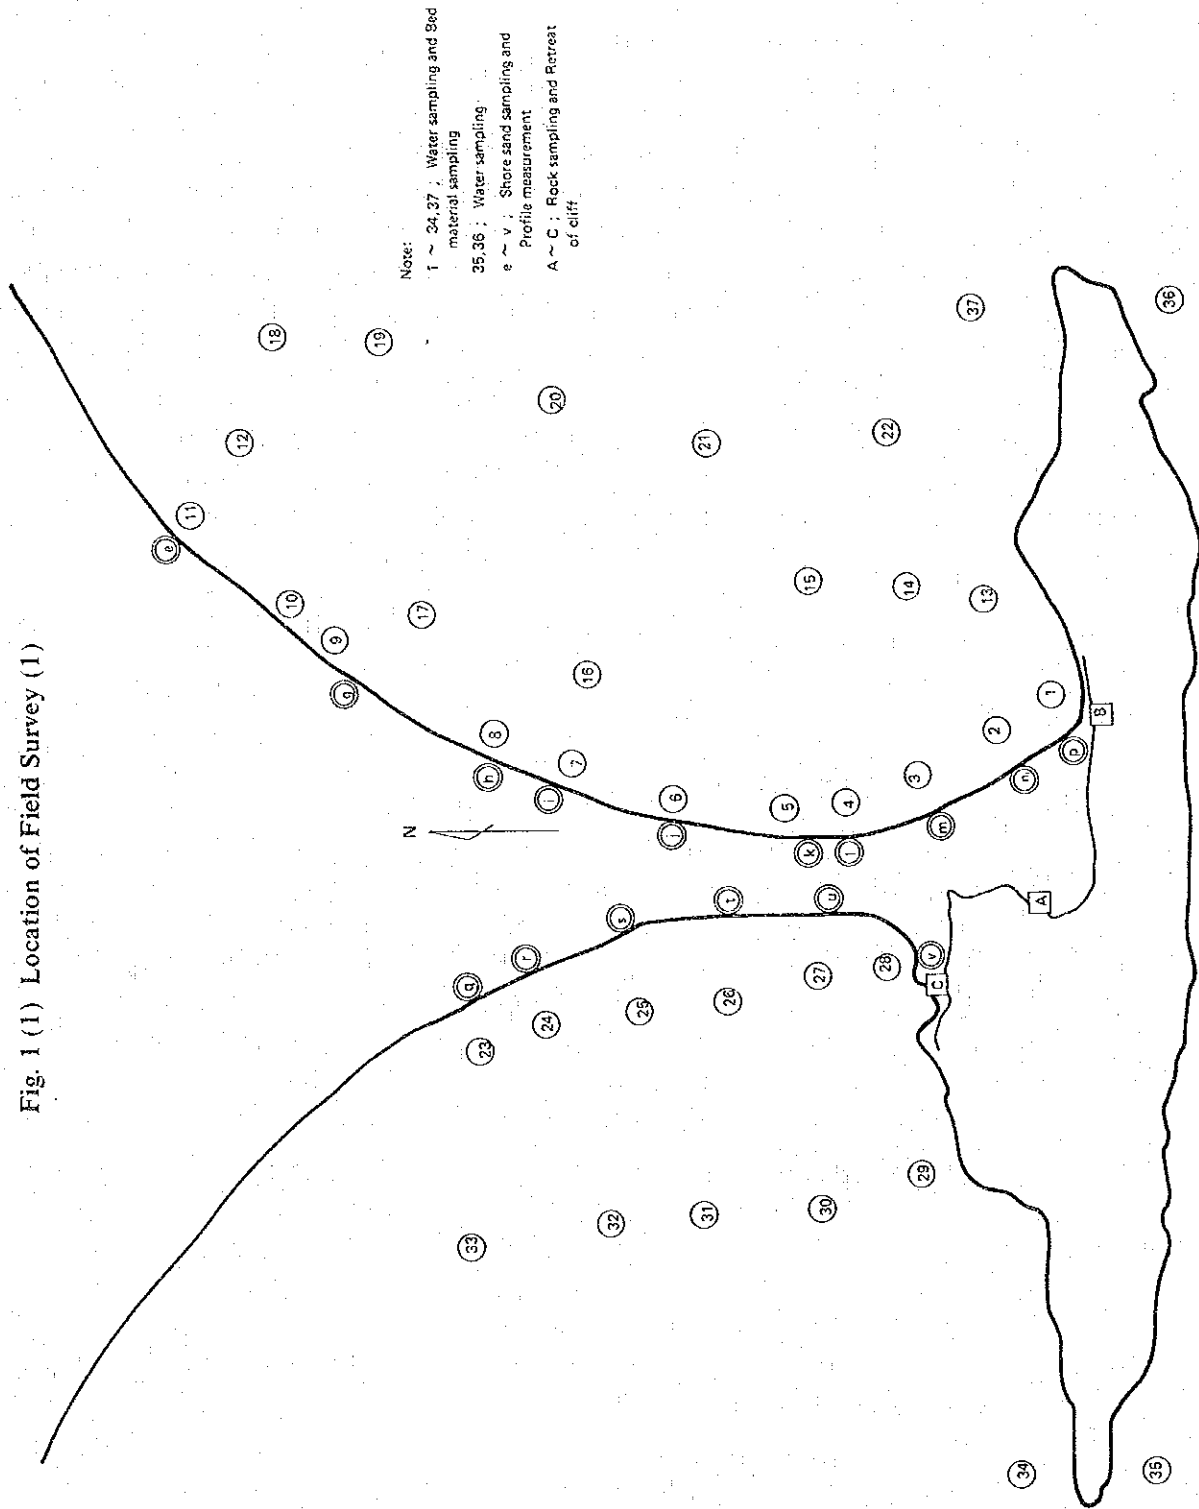 Fig. 1 (1) Location of Field Survey (1)
N
Note:
1 ~ 34,37 ; Water sampling and Bed
material sampling
35,36 ; Water sampling
e ~ v ; Shore sand sampling and
Profile measurement
A ~ C ; Rock sampling and Retreat
of cliff
e
11
12
18
19
10
9
g
17
20
8
h
16
7
i
6
j
21
5
k
15
4
l
22
14
3
m
37
13
2
n
1
p
B
36
q
23
r
24
s
25
t
26
u
27
28
v
C
A
33
32
31
30
29
34
35